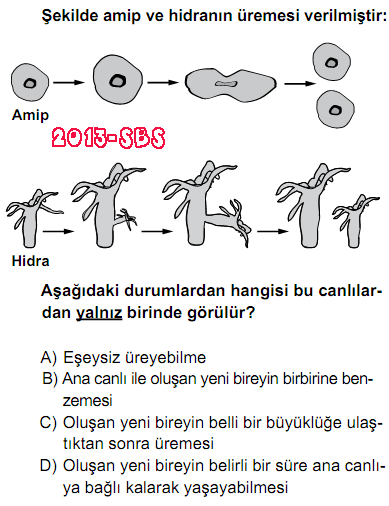 Şekilde amip ve hidranın üremesi verilmiştir:
Amip
2013-SBS
Hidra
Aşağıdaki durumlardan hangisi bu canlılar-
dan yalnız birinde görülür?
A) Eşeysiz üreyebilme
B) Ana canlı ile oluşan yeni bireyin birbirine ben-
zemesi
C) Oluşan yeni bireyin belli bir büyüklüğe ulaş-
tıktan sonra üremesi
D) Oluşan yeni bireyin belirli bir süre ana canlı-
ya bağlı kalarak yaşayabilmesi